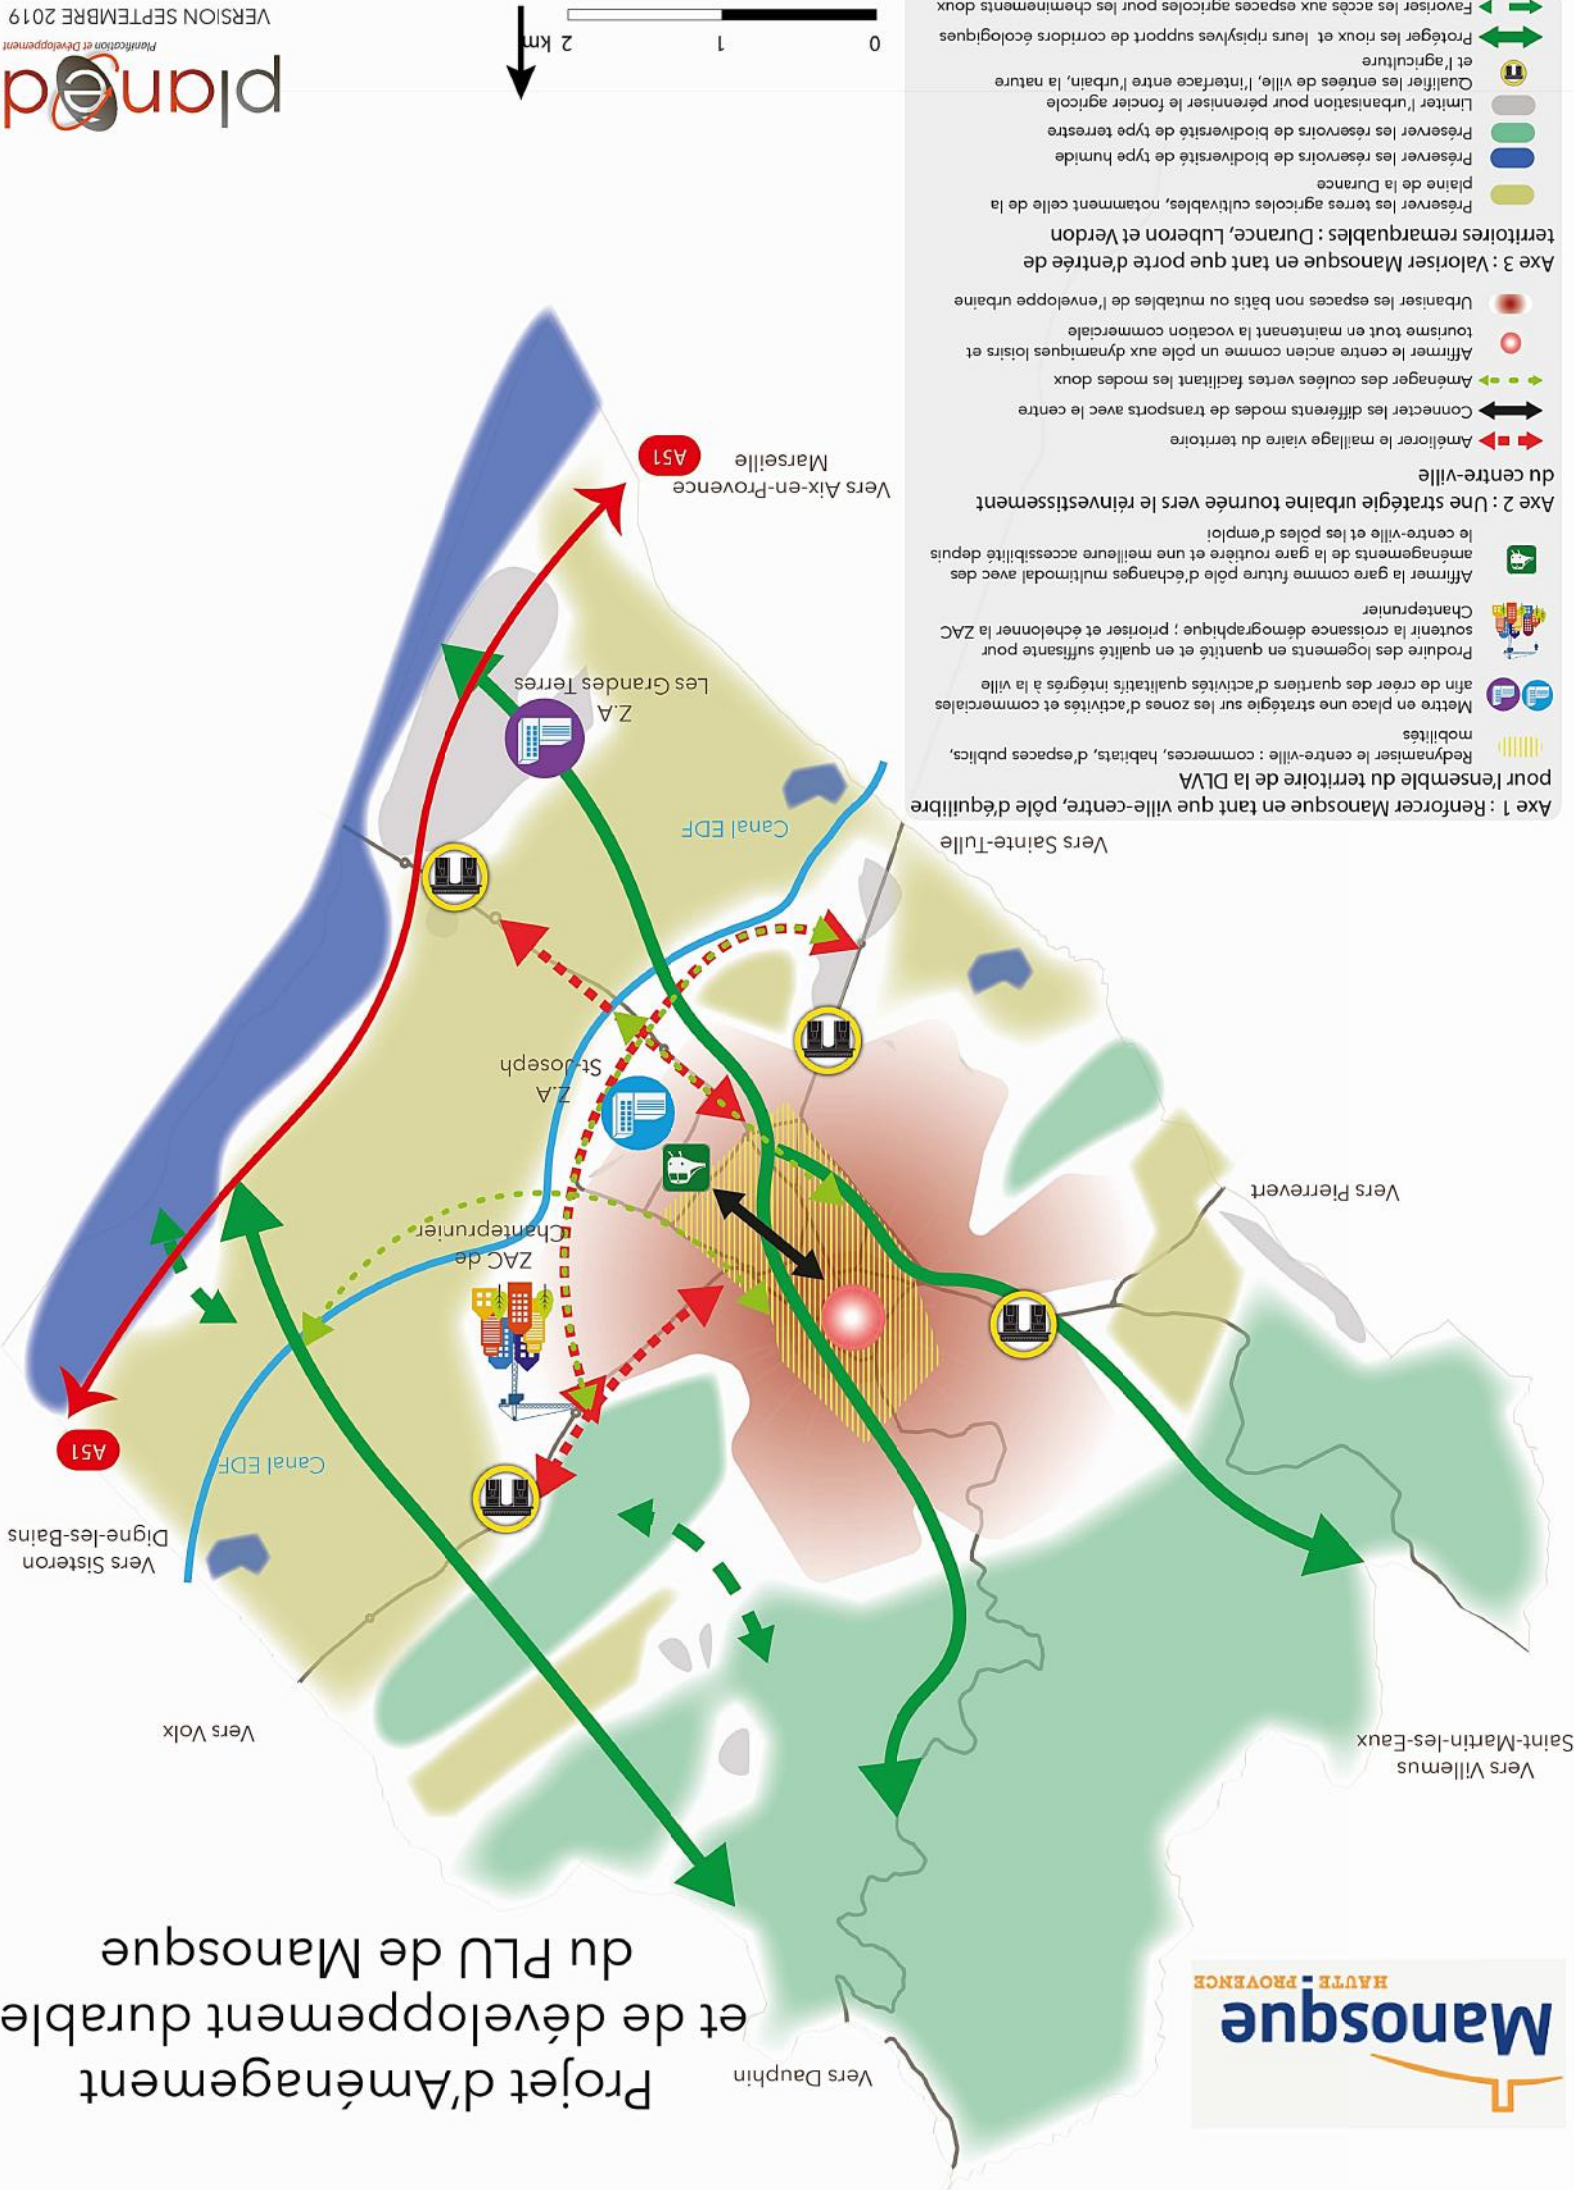 Manosque
HAUTE-PROVENCE
Projet d'Aménagement
et de développement durable
du PLU de Manosque
Vers Dauphin
Vers Villemus
Saint-Martin-les-Eaux
Vers Volx
Vers Sisteron
Digne-les-Bains
A51
Canal EDF
ZAC de
Chanteprunier
Vers Pierrevert
Z.A
St-Joseph
Vers Sainte-Tulle
Canal EDF
Z.A
Les Grandes Terres
Vers Aix-en-Provence
Marseille
A51
Axe 1 : Renforcer Manosque en tant que ville-centre, pôle d'équilibre
pour l'ensemble du territoire de la DLVA
Redynamiser le centre-ville : commerces, habitats, d'espaces publics,
mobilités
Mettre en place une stratégie sur les zones d'activités et commerciales
afin de créer des quartiers d'activités qualitatifs intégrés à la ville
Produire des logements en quantité et en qualité suffisante pour
soutenir la croissance démographique ; prioriser et échelonner la ZAC
Chanteprunier
Affirmer la gare comme future pôle d'échanges multimodal avec des
aménagements de la gare routière et une meilleure accessibilité depuis
le centre-ville et les pôles d'emploi
Axe 2 : Une stratégie urbaine tournée vers le réinvestissement
du centre-ville
Améliorer le maillage viaire du territoire
Connecter les différents modes de transports avec le centre
Aménager des coulées vertes facilitant les modes doux
Affirmer le centre ancien comme un pôle aux dynamiques loisirs et
tourisme tout en maintenant la vocation commerciale
Urbaniser les espaces non bâtis ou mutables de l'enveloppe urbaine
Axe 3 : Valoriser Manosque en tant que porte d'entrée de
territoires remarquables : Durance, Luberon et Verdon
Préserver les terres agricoles cultivables, notamment celle de la
plaine de la Durance
Préserver les réservoirs de biodiversité de type humide
Préserver les réservoirs de biodiversité de type terrestre
Limiter l'urbanisation pour pérenniser le foncier agricole
Qualifier les entrées de ville, l'interface entre l'urbain, la nature
et l'agriculture
Protéger les rioux et leurs ripisylves support de corridors écologiques
Favoriser les accès aux espaces agricoles pour les cheminements doux
0 1 2 km
planed
Planification et Développement
VERSION SEPTEMBRE 2019